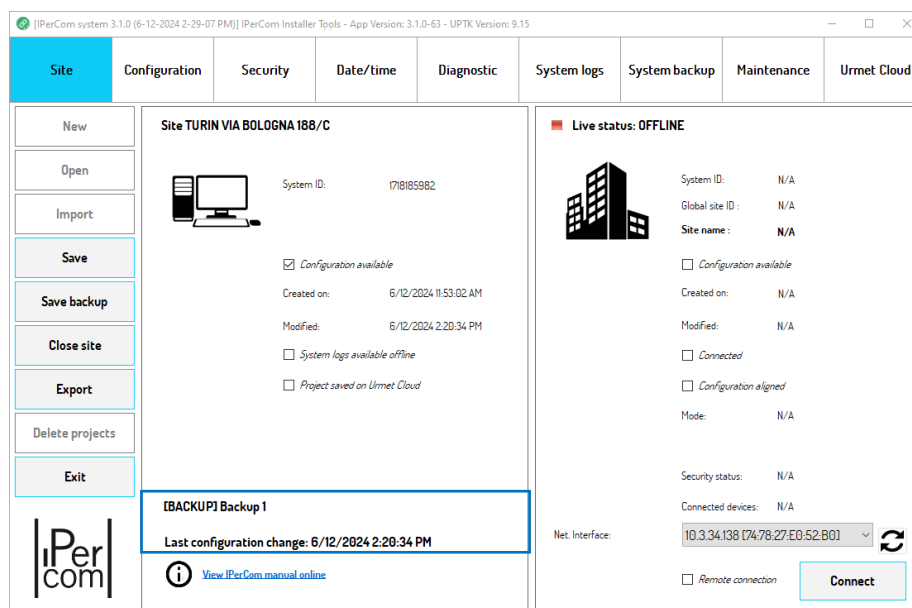 [IPerCom system 3.1.0 (6-12-2024 2-29-07 PM)] IPerCom Installer Tools - App Version: 3.1.0-63 - UPTK Version: 9.15
Site Configuration Security Date/time Diagnostic System logs System backup Maintenance Urmet Cloud
New
Open
Import
Save
Save backup
Close site
Export
Delete projects
Exit
IPer
com
Site TURIN VIA BOLOGNA 188/C
System ID: 1718185982
Configuration available
Created on: 6/12/2024 11:53:02 AM
Modified: 6/12/2024 2:20:34 PM
System logs available offline
Project saved on Urmet Cloud
[BACKUP] Backup 1
Last configuration change: 6/12/2024 2:20:34 PM
View IPerCom manual online
Live status: OFFLINE
System ID: N/A
Global site ID : N/A
Site name : N/A
Configuration available
Created on: N/A
Modified: N/A
Connected
Configuration aligned
Mode: N/A
Security status: N/A
Connected devices: N/A
Net. Interface: 10.3.34.138 [74:78:27:E0:52:B0]
Remote connection
Connect